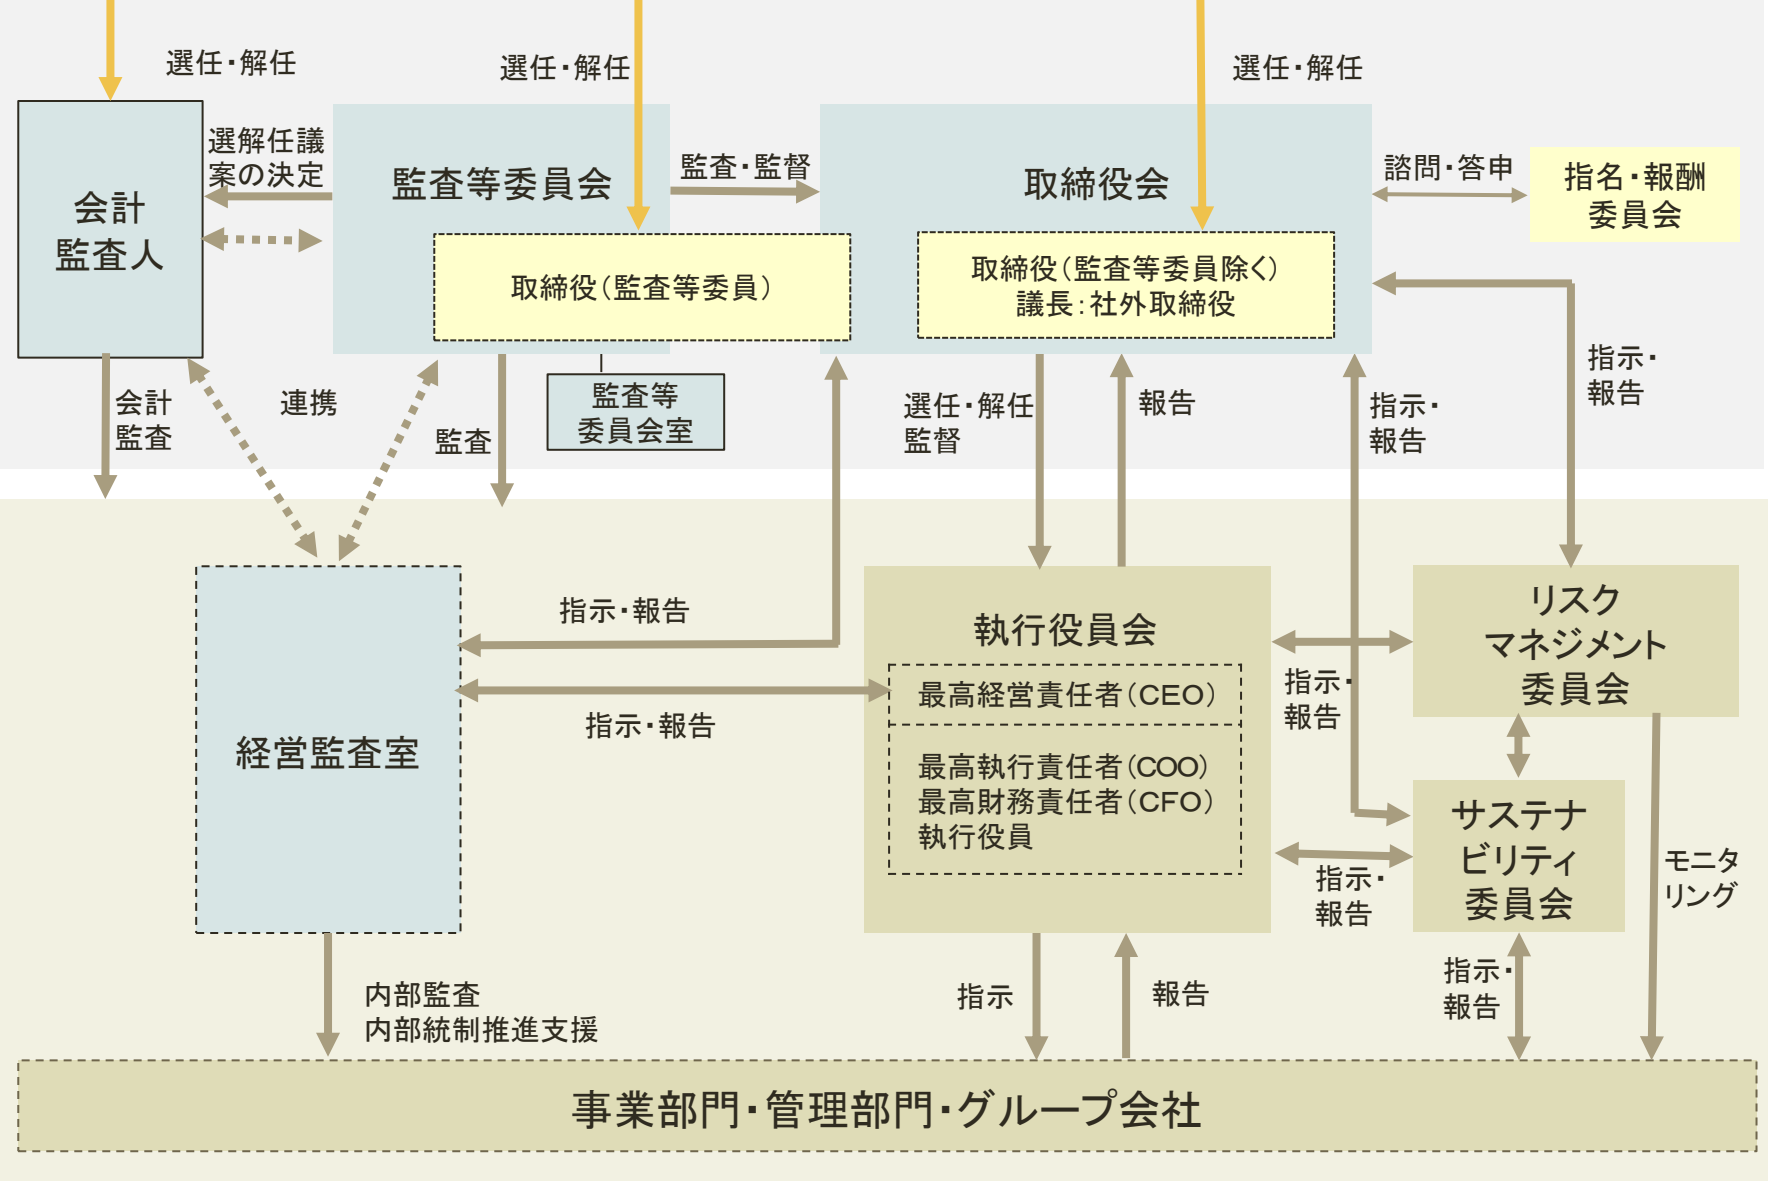 選任・解任
選任・解任
選任・解任
会計
監査人
選解任議
案の決定
監査等委員会
監査・監督
取締役会
諮問・答申
指名・報酬
委員会
取締役（監査等委員）
取締役（監査等委員除く）
議長：社外取締役
監査等
委員会室
会計
監査
連携
監査
選任・解任
監督
報告
指示・
報告
指示・
報告
指示・報告
指示・報告
経営監査室
執行役員会
最高経営責任者（CEO）
最高執行責任者（COO）
最高財務責任者（CFO）
執行役員
リスク
マネジメント
委員会
指示・
報告
サステナ
ビリティ
委員会
指示・
報告
モニタ
リング
内部監査
内部統制推進支援
指示
報告
指示・
報告
事業部門・管理部門・グループ会社